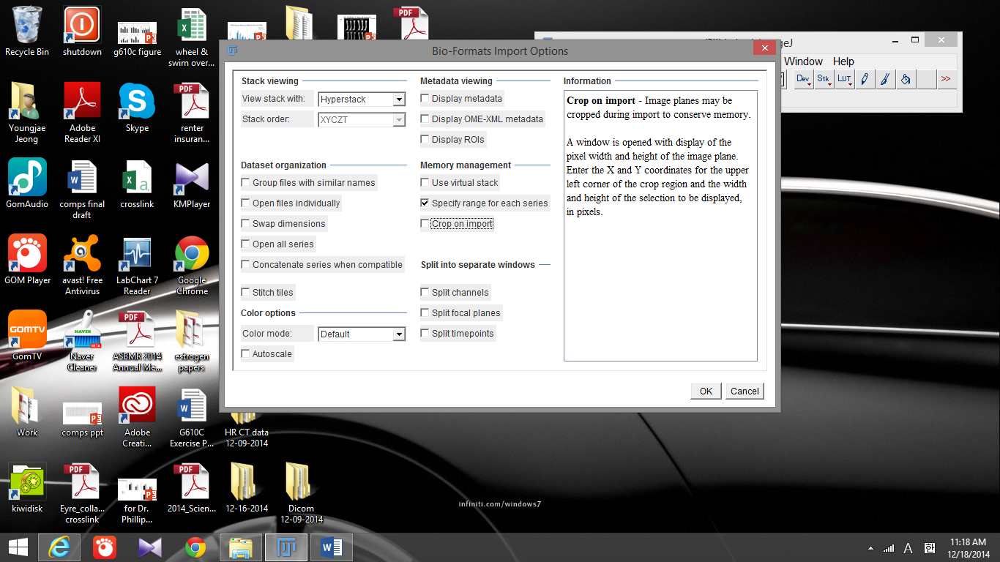 Recycle Bin
shutdown
g610c figure
wheel &
swim over...
Youngjae
Jeong
Adobe
Reader XI
Skype
renter
insuran...
GomAudio
comps final
draft
crosslink
KMPlayer
GOM Player
avast! Free
Antivirus
LabChart 7
Reader
Google
Chrome
GOMTV
GomTV
NAVER
BETA
Naver
Cleaner
ASBMR 2014
Annual Me...
estrogen
papers
Work
comps ppt
Adobe
Creati...
G610C
Exercise P...
HR CT data
12-09-2014
kiwidisk
Eyre_colla...
crosslink
for Dr.
Phillip...
2014_Scien...
12-16-2014
Dicom
12-09-2014
PDF
PDF
PDF
PDF
PDF
Bio-Formats Import Options
Stack viewing
View stack with:
Hyperstack
Stack order:
XYCZT
Dataset organization
Group files with similar names
Open files individually
Swap dimensions
Open all series
Concatenate series when compatible
Stitch tiles
Color options
Color mode:
Default
Autoscale
Metadata viewing
Display metadata
Display OME-XML metadata
Display ROIs
Memory management
Use virtual stack
Specify range for each series
Crop on import
Split into separate windows
Split channels
Split focal planes
Split timepoints
Information
Crop on import - Image planes may be
cropped during import to conserve memory.
A window is opened with display of the
pixel width and height of the image plane.
Enter the X and Y coordinates for the upper
left corner of the crop region and the width
and height of the selection to be displayed,
in pixels.
OK
Cancel
Window Help
Dev Stk LUT >>
infiniti.com/windows7
A 한
11:18 AM
12/18/2014